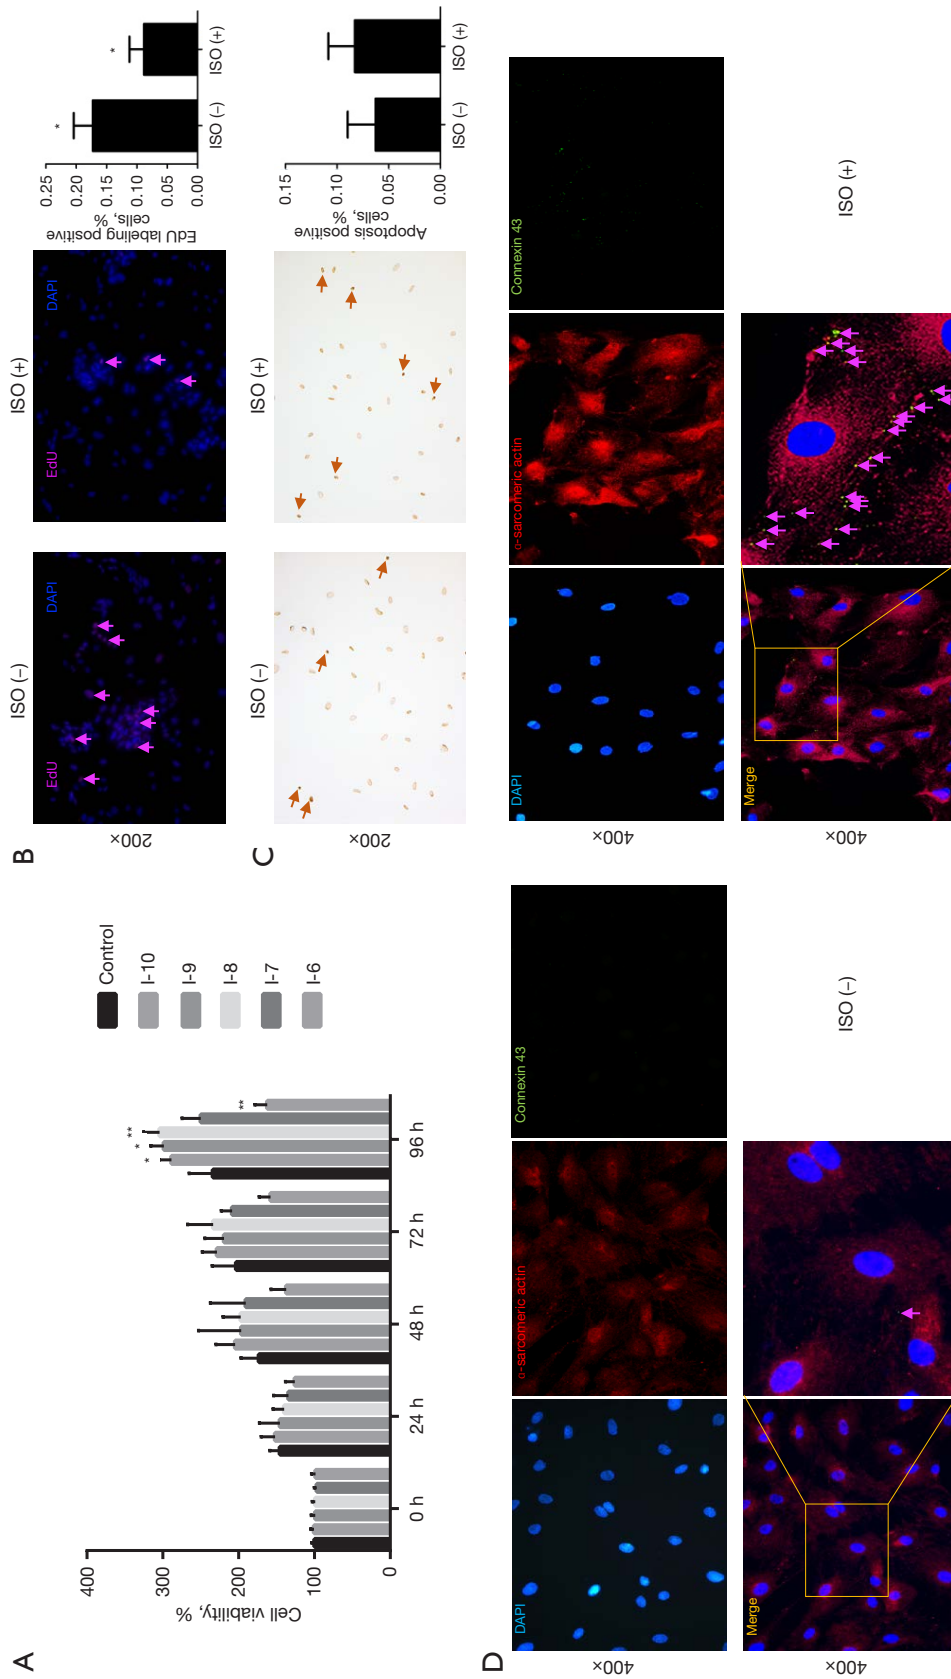 A
Cell viability, %
400
300
200
100
0
0 h
24 h
48 h
72 h
96 h
*
*
**
**
Control
I-10
I-9
I-8
I-7
I-6
B
ISO (–)
ISO (+)
200×
EdU
DAPI
EdU
DAPI
EdU labeling positive
cells, %
0.25
0.20
0.15
0.10
0.05
0.00
*
*
ISO (–)
ISO (+)
C
ISO (–)
ISO (+)
200×
Apoptosis positive
cells, %
0.15
0.10
0.05
0.00
ISO (–)
ISO (+)
D
400×
DAPI
α-sarcomeric actin
Connexin 43
400×
Merge
ISO (–)
400×
DAPI
α-sarcomeric actin
Connexin 43
400×
Merge
ISO (+)